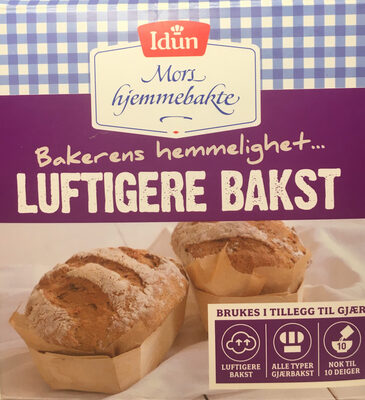 Idun
Mors
hjemmebakte
Bakerens hemmelighet...
LUFTIGERE BAKST
BRUKES I TILLEGG TIL GJÆR
10
LUFTIGERE
BAKST
ALLE TYPER
GJÆRBAKST
NOK TIL
10 DEIGER